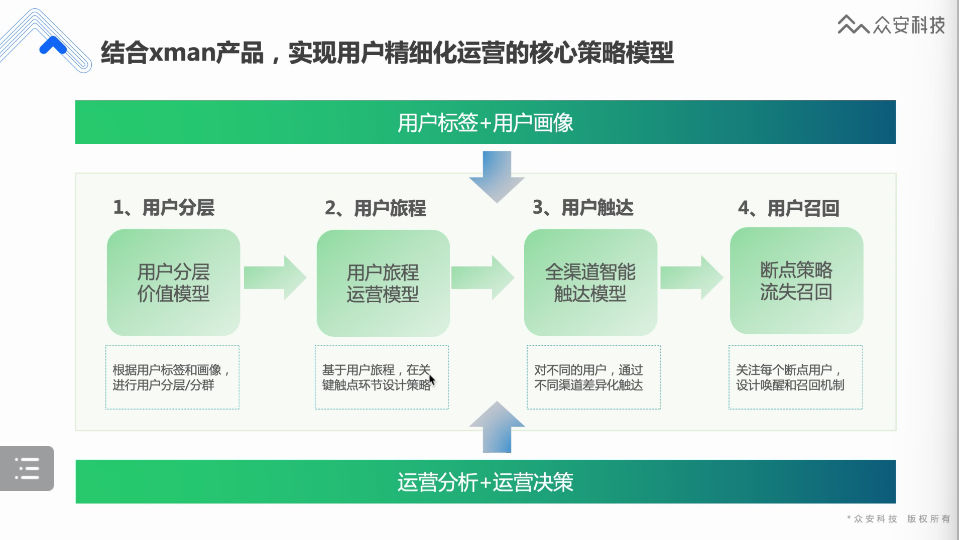 众安科技
结合xman产品，实现用户精细化运营的核心策略模型
用户标签+用户画像
1、用户分层
2、用户旅程
3、用户触达
4、用户召回
用户分层
价值模型
用户旅程
运营模型
全渠道智能
触达模型
断点策略
流失召回
根据用户标签和画像，
进行用户分层/分群
基于用户旅程，在关
键触点环节设计策略
对不同的用户，通过
不同渠道差异化触达
关注每个断点用户，
设计唤醒和召回机制
运营分析+运营决策
*众安科技 版权所有